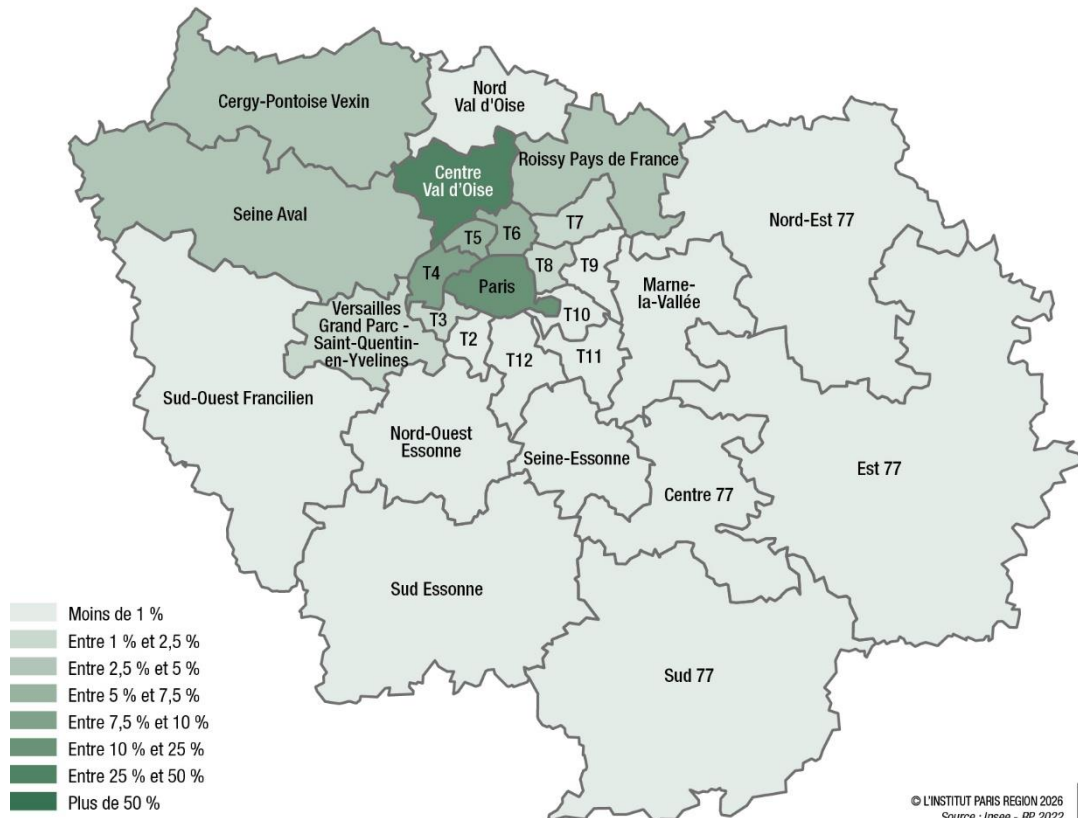 Cergy-Pontoise Vexin
Nord
Val d'Oise
Roissy Pays de France
Centre
Val d'Oise
Seine Aval
Nord-Est 77
T7
T6
T5
T4
T8
T9
Paris
Marne-
la-Vallée
T10
T3
T2
T12
T11
Versailles
Grand Parc -
Saint-Quentin-
en-Yvelines
Sud-Ouest Francilien
Nord-Ouest
Essonne
Seine-Essonne
Centre 77
Est 77
Sud Essonne
Sud 77
Moins de 1 %
Entre 1 % et 2,5 %
Entre 2,5 % et 5 %
Entre 5 % et 7,5 %
Entre 7,5 % et 10 %
Entre 10 % et 25 %
Entre 25 % et 50 %
Plus de 50 %
© L'INSTITUT PARIS REGION 2026
Source : Insee - RP 2022